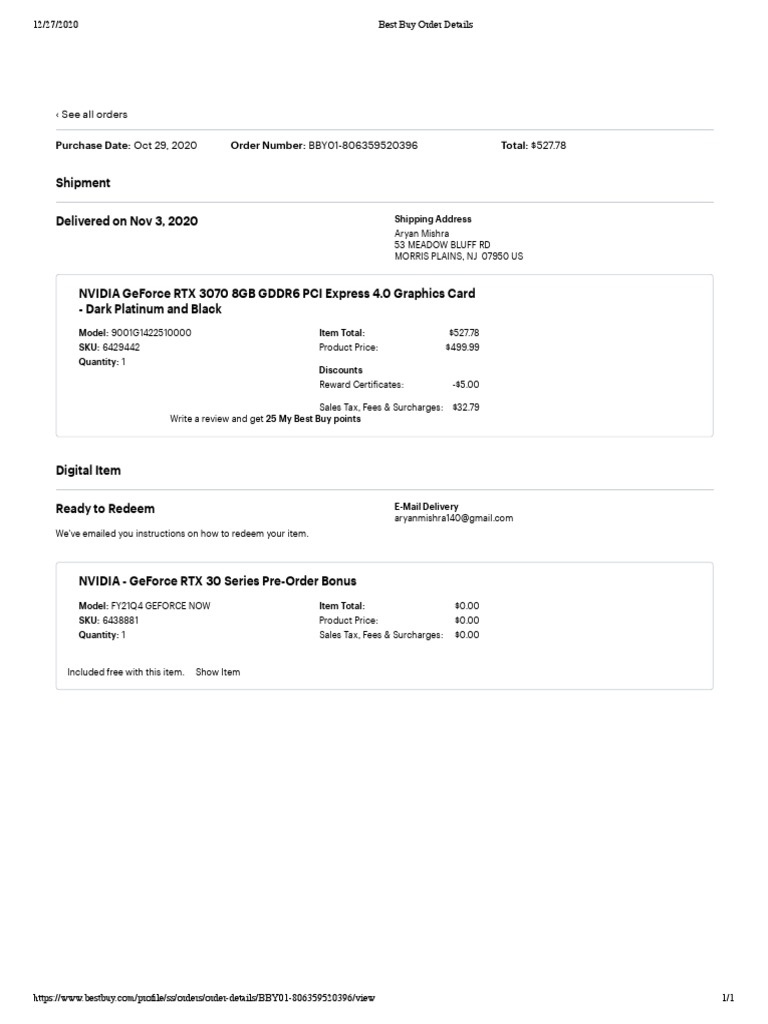 12/27/2020 Best Buy Order Details
‹ See all orders
Purchase Date: Oct 29, 2020 Order Number: BBY01-806359520396 Total: $527.78
Shipment
Delivered on Nov 3, 2020
Shipping Address
Aryan Mishra
53 MEADOW BLUFF RD
MORRIS PLAINS, NJ 07950 US
NVIDIA GeForce RTX 3070 8GB GDDR6 PCI Express 4.0 Graphics Card
- Dark Platinum and Black
Model: 9001G1422510000
SKU: 6429442
Quantity: 1
Item Total: $527.78
Product Price: $499.99
Discounts
Reward Certificates: -$5.00
Sales Tax, Fees & Surcharges: $32.79
Write a review and get 25 My Best Buy points
Digital Item
Ready to Redeem
We've emailed you instructions on how to redeem your item.
E-Mail Delivery
aryanmishra140@gmail.com
NVIDIA - GeForce RTX 30 Series Pre-Order Bonus
Model: FY21Q4 GEFORCE NOW
SKU: 6438881
Quantity: 1
Item Total: $0.00
Product Price: $0.00
Sales Tax, Fees & Surcharges: $0.00
Included free with this item. Show Item
https://www.bestbuy.com/profile/ss/orders/order-details/BBY01-806359520396/view 1/1